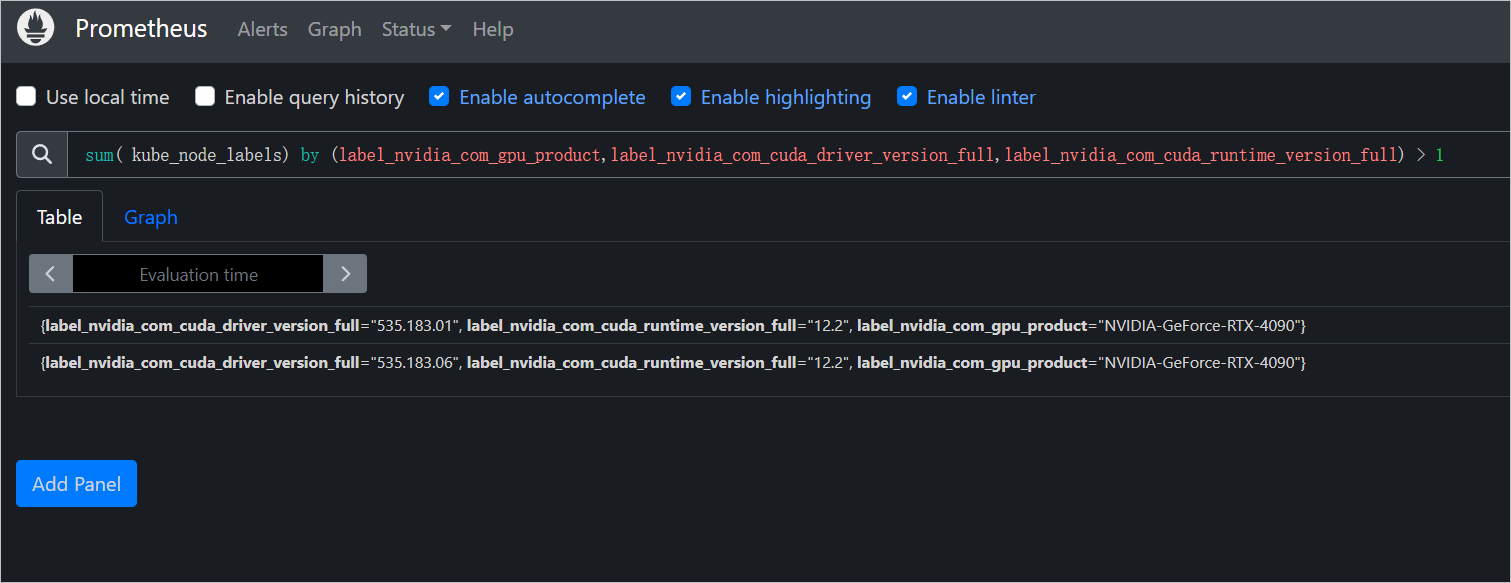 Prometheus Alerts Graph Status Help
Use local time Enable query history Enable autocomplete Enable highlighting Enable linter
sum( kube_node_labels) by (label_nvidia_com_gpu_product,label_nvidia_com_cuda_driver_version_full,label_nvidia_com_cuda_runtime_version_full) > 1
Table Graph
Evaluation time
{label_nvidia_com_cuda_driver_version_full="535.183.01", label_nvidia_com_cuda_runtime_version_full="12.2", label_nvidia_com_gpu_product="NVIDIA-GeForce-RTX-4090"}
{label_nvidia_com_cuda_driver_version_full="535.183.06", label_nvidia_com_cuda_runtime_version_full="12.2", label_nvidia_com_gpu_product="NVIDIA-GeForce-RTX-4090"}
Add Panel